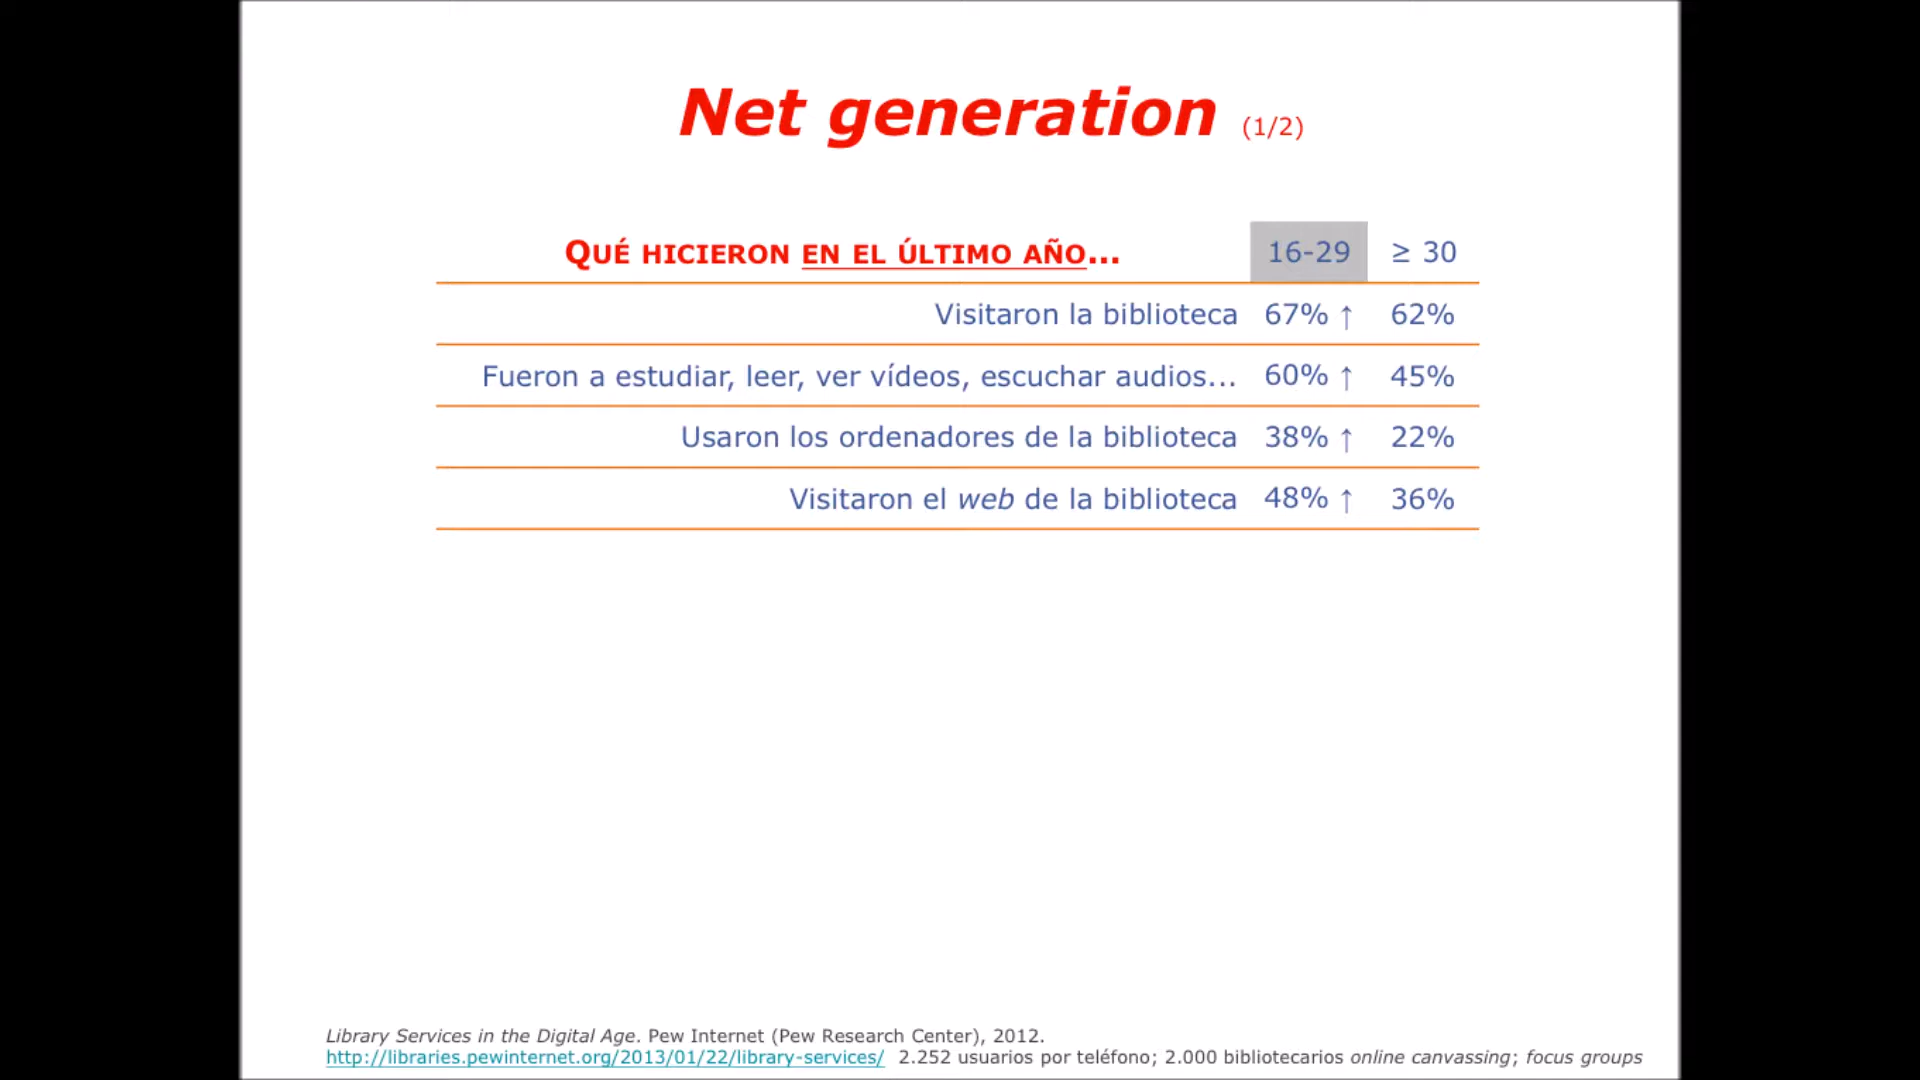 Net generation (1/2)
QUÉ HICIERON EN EL ÚLTIMO AÑO... 16-29 ≥ 30
Visitaron la biblioteca 67% ↑ 62%
Fueron a estudiar, leer, ver vídeos, escuchar audios... 60% ↑ 45%
Usaron los ordenadores de la biblioteca 38% ↑ 22%
Visitaron el web de la biblioteca 48% ↑ 36%
Library Services in the Digital Age. Pew Internet (Pew Research Center), 2012.
http://libraries.pewinternet.org/2013/01/22/library-services/ 2.252 usuarios por teléfono; 2.000 bibliotecarios online canvassing; focus groups